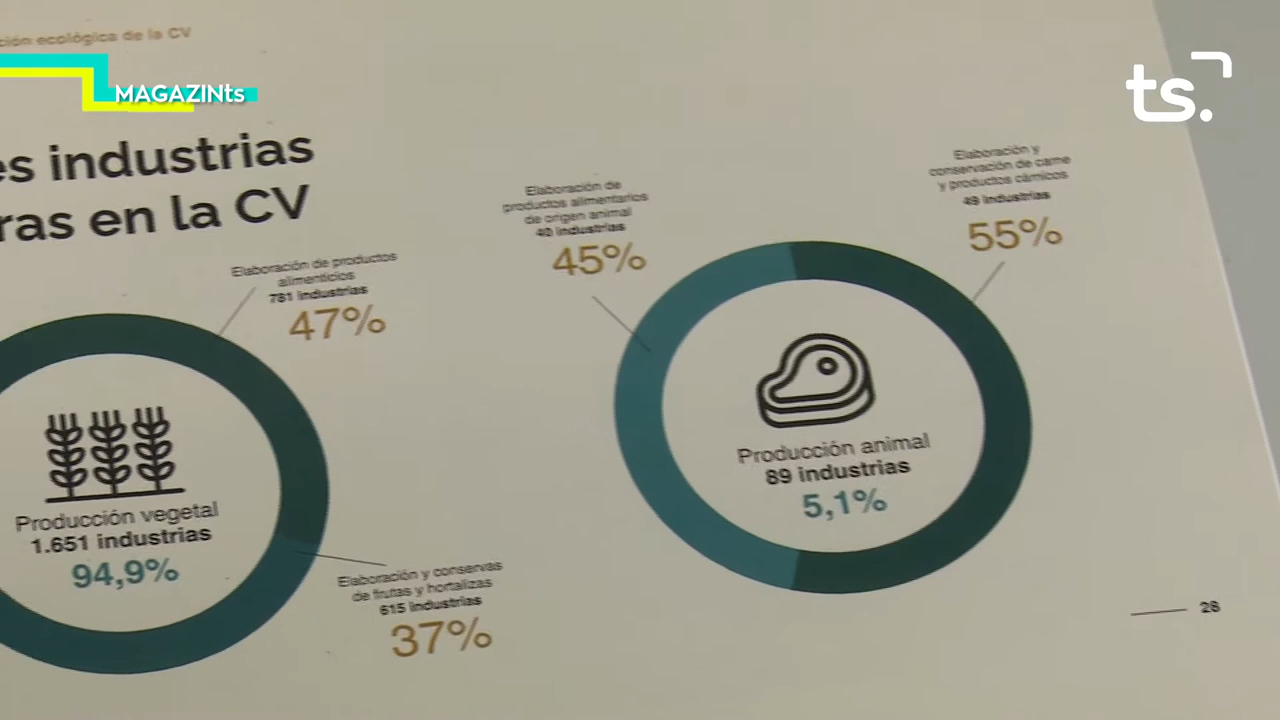 ción ecológica de la CV
MAGAZINts
ts.
es industrias
ras en la CV
Elaboración de productos
alimenticios
781 industrias
47%
Producción vegetal
1.651 industrias
94,9%
Elaboración y conservas
de frutas y hortalizas
615 industrias
37%
Elaboración de
productos alimentarios
de origen animal
40 industrias
45%
Elaboración y
conservación de carne
y productos cárnicos
49 industrias
55%
Producción animal
89 industrias
5,1%
28